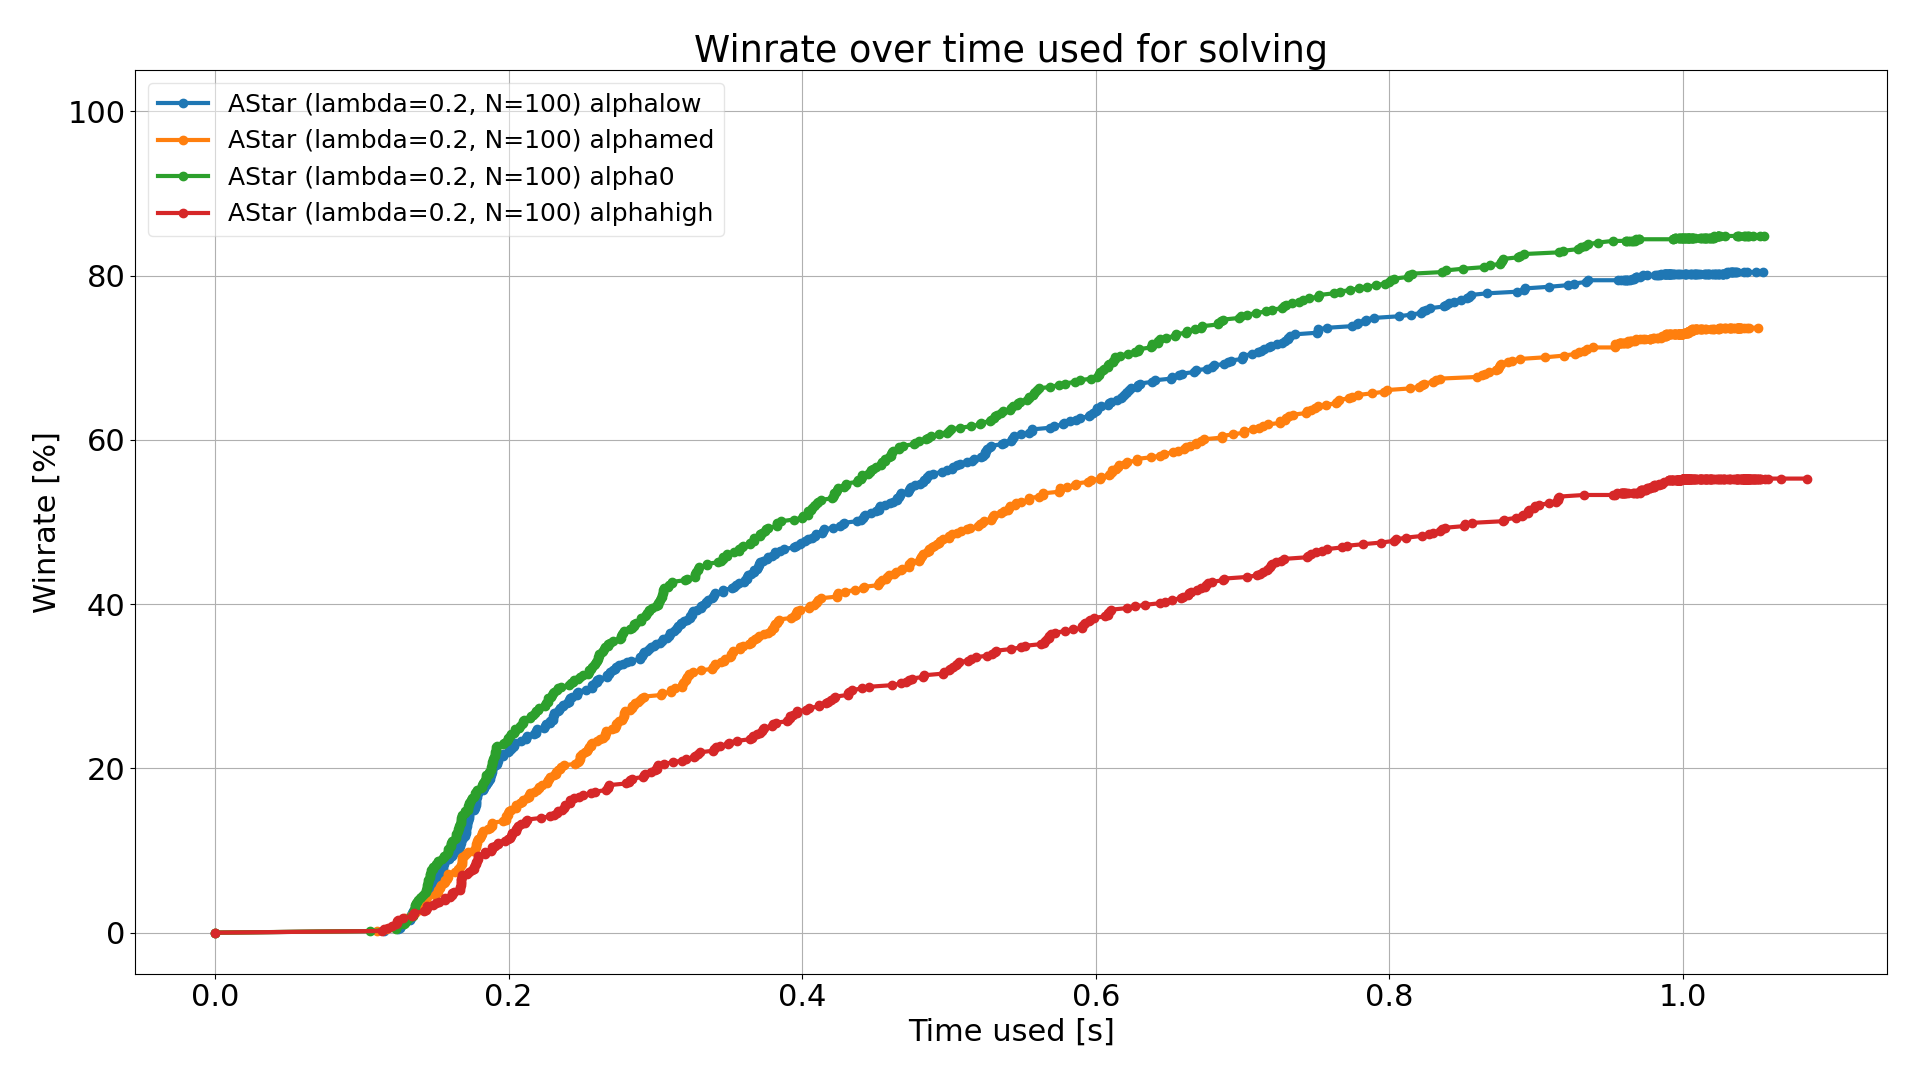 Winrate over time used for solving
AStar (lambda=0.2, N=100) alphalow
AStar (lambda=0.2, N=100) alphamed
AStar (lambda=0.2, N=100) alpha0
AStar (lambda=0.2, N=100) alphahigh
100
80
60
40
20
0
Winrate [%]
0.0 0.2 0.4 0.6 0.8 1.0
Time used [s]